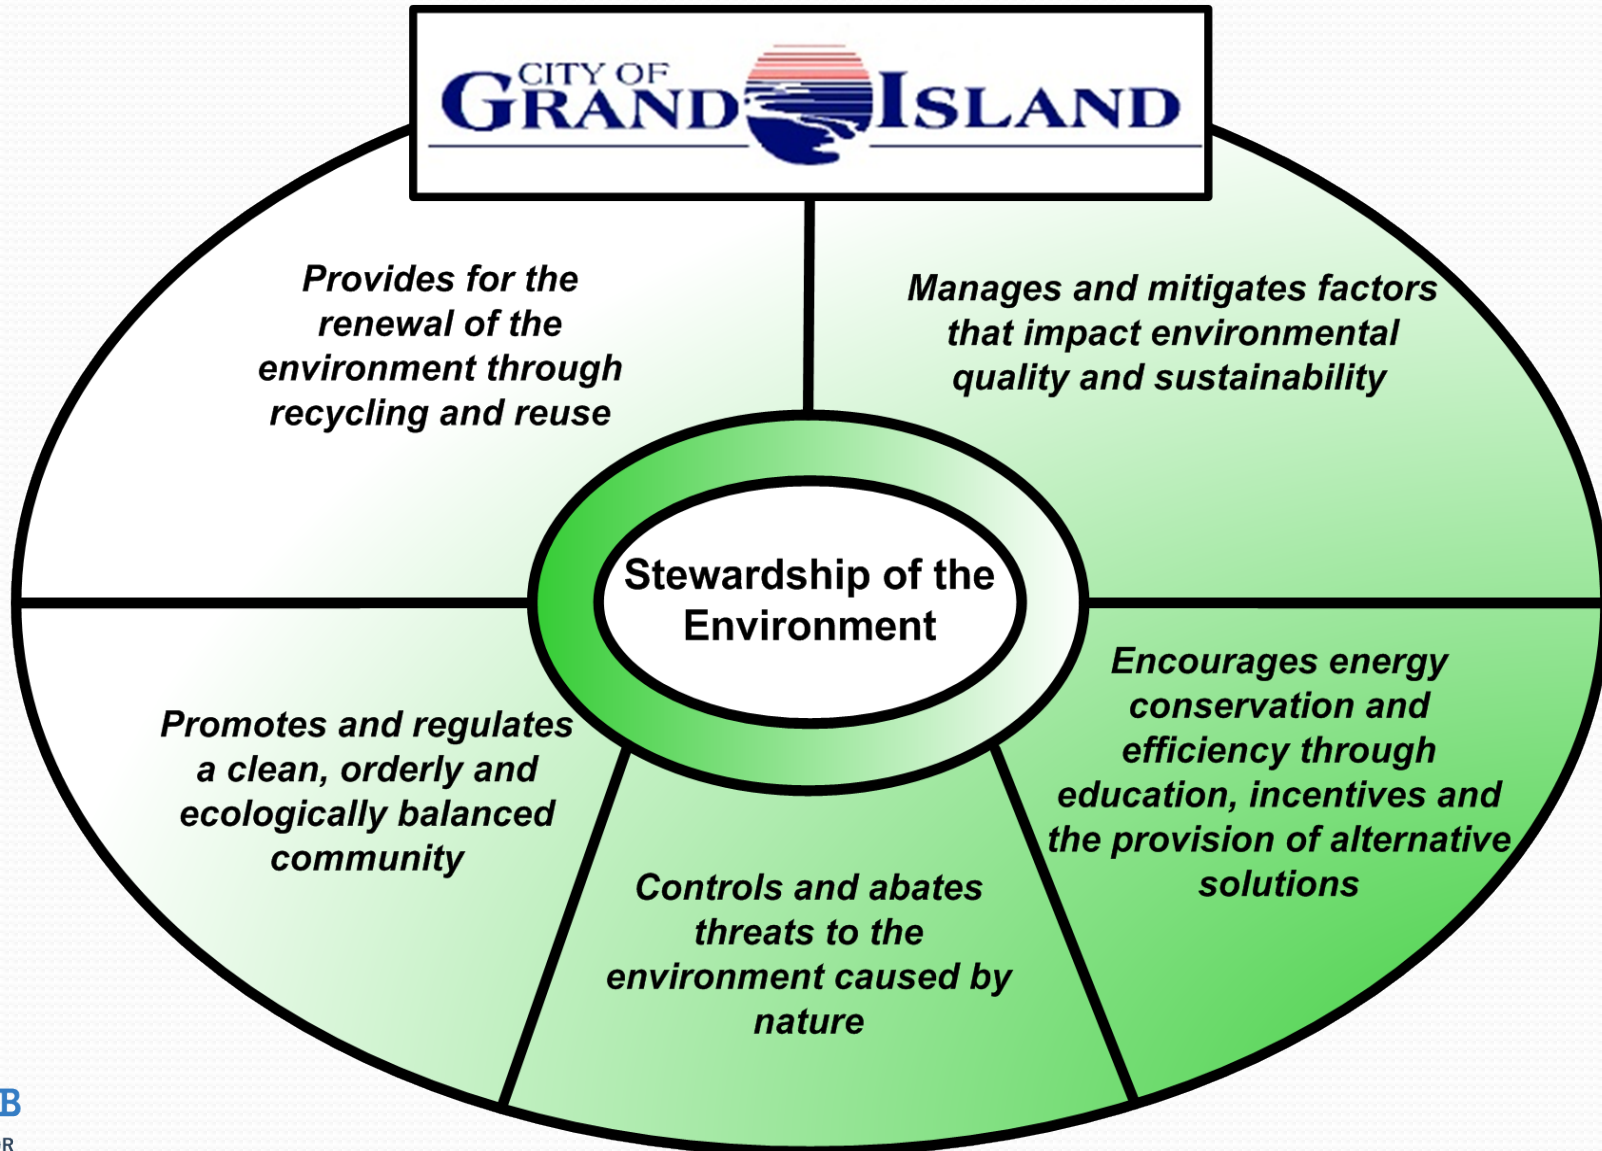 CITY OF
GRAND ISLAND
Provides for the
renewal of the
environment through
recycling and reuse
Manages and mitigates factors
that impact environmental
quality and sustainability
Stewardship of the
Environment
Promotes and regulates
a clean, orderly and
ecologically balanced
community
Controls and abates
threats to the
environment caused by
nature
Encourages energy
conservation and
efficiency through
education, incentives and
the provision of alternative
solutions